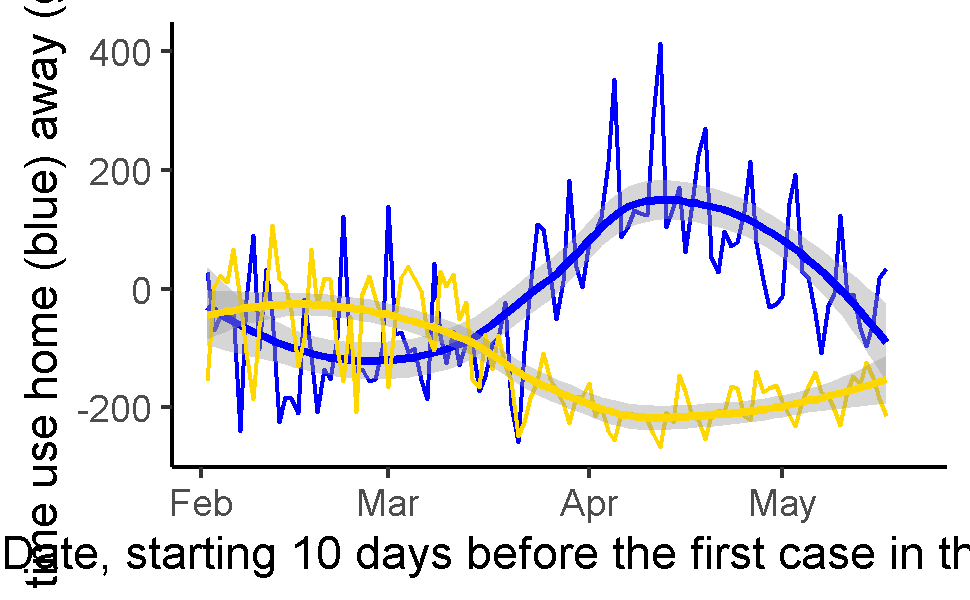 time use home (blue) away (
400
200
0
-200
Feb Mar Apr May
Date, starting 10 days before the first case in th